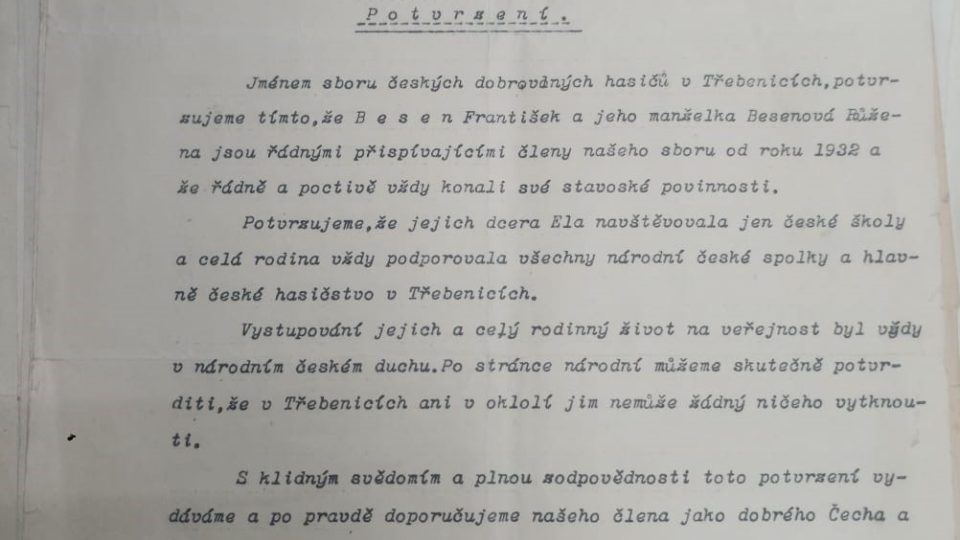 Potvrzení.
Jménem sboru českých dobrovolných hasičů v Třebenicích,potvr-
zujeme tímto,že B e s e n František a jeho manželka Besenová Růže-
na jsou řádnými přispívajícími členy našeho sboru od roku 1932 a
že řádně a poctivě vždy konali své stavoské povinnosti.
Potvrzujeme,že jejich dcera Ela navštěvovala jen české školy
a celá rodina vždy podporovala všechny národní české spolky a hlav-
ně české hasičstvo v Třebenicích.
Vystupování jejich a celý rodinný život na veřejnost byl vždy
v národním českém duchu.Po stránce národní můžeme skutečně potvr-
diti,že v Třebenicích ani v oklolí jim nemůže žádný ničeho vytknou-
ti.
S klidným svědomím a plnou zodpovědnosti toto potvrzení vy-
dáváme a po pravdě doporučujeme našeho člena jako dobrého Čecha a